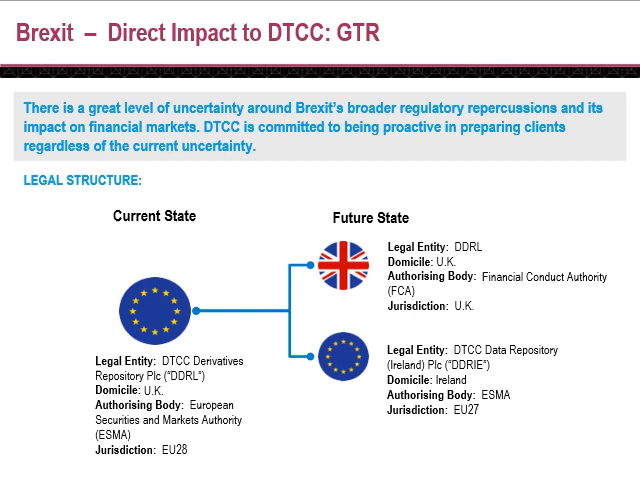 Brexit – Direct Impact to DTCC: GTR
There is a great level of uncertainty around Brexit's broader regulatory repercussions and its
impact on financial markets. DTCC is committed to being proactive in preparing clients
regardless of the current uncertainty.
LEGAL STRUCTURE:
Current State
Legal Entity: DTCC Derivatives
Repository Plc ("DDRL")
Domicile: U.K.
Authorising Body: European
Securities and Markets Authority
(ESMA)
Jurisdiction: EU28
Future State
Legal Entity: DDRL
Domicile: U.K.
Authorising Body: Financial Conduct Authority
(FCA)
Jurisdiction: U.K.
Legal Entity: DTCC Data Repository
(Ireland) Plc ("DDRIE")
Domicile: Ireland
Authorising Body: ESMA
Jurisdiction: EU27